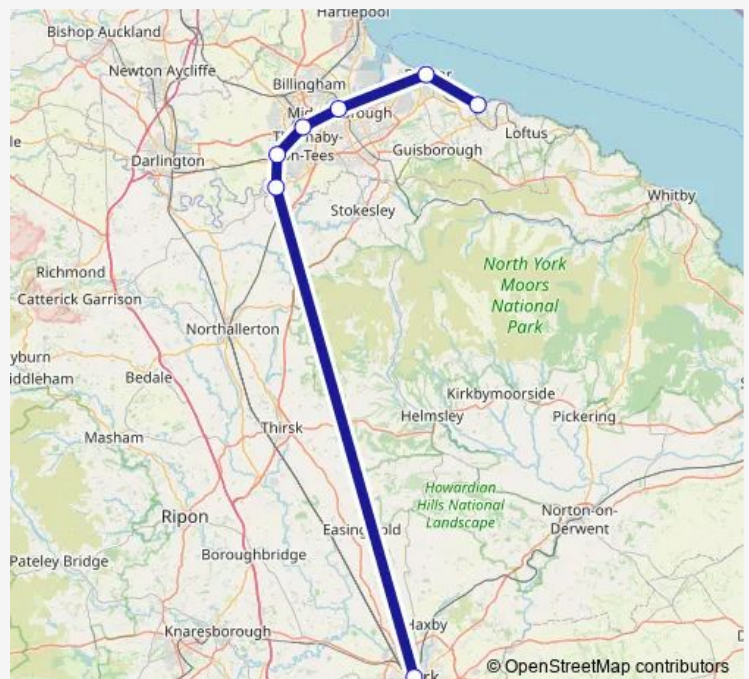 Hartlepool
Bishop Auckland
Newton Aycliffe
Billingham
Darlington
Guisborough
Loftus
Stokesley
Whitby
Richmond
Catterick Garrison
North York
Moors
National
Park
Northallerton
Bedale
Kirkbymoorside
Helmsley
Pickering
Masham
Thirsk
Howardian
Hills National
Landscape
Ripon
Norton-on-
Derwent
Pateley Bridge
Boroughbridge
Knaresborough
© OpenStreetMap contributors